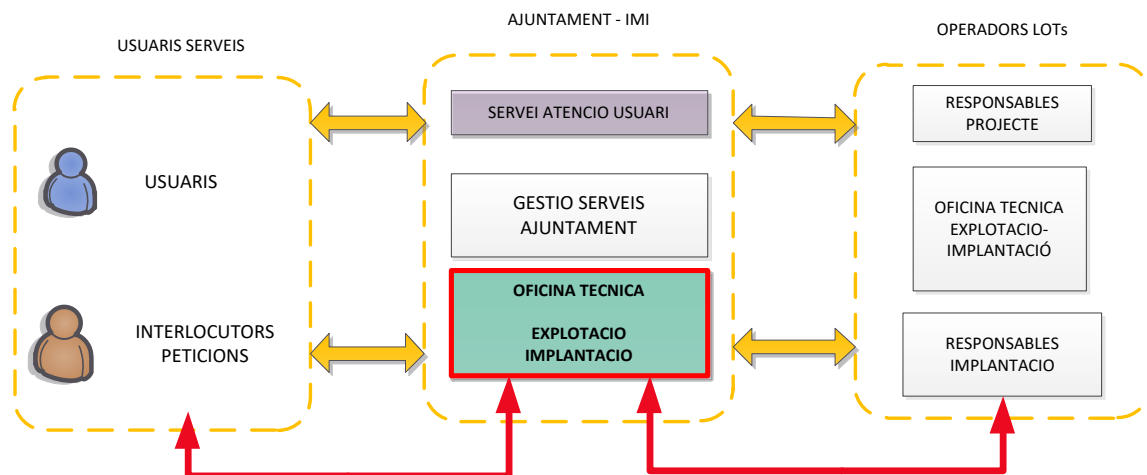 USUARIS SERVEIS
USUARIS
INTERLOCUTORS
PETICIONS
AJUNTAMENT - IMI
SERVEI ATENCIO USUARI
GESTIO SERVEIS
AJUNTAMENT
OFICINA TECNICA
EXPLOTACIO
IMPLANTACIO
OPERADORS LOTs
RESPONSABLES
PROJECTE
OFICINA TECNICA
EXPLOTACIO-
IMPLANTACIÓ
RESPONSABLES
IMPLANTACIO